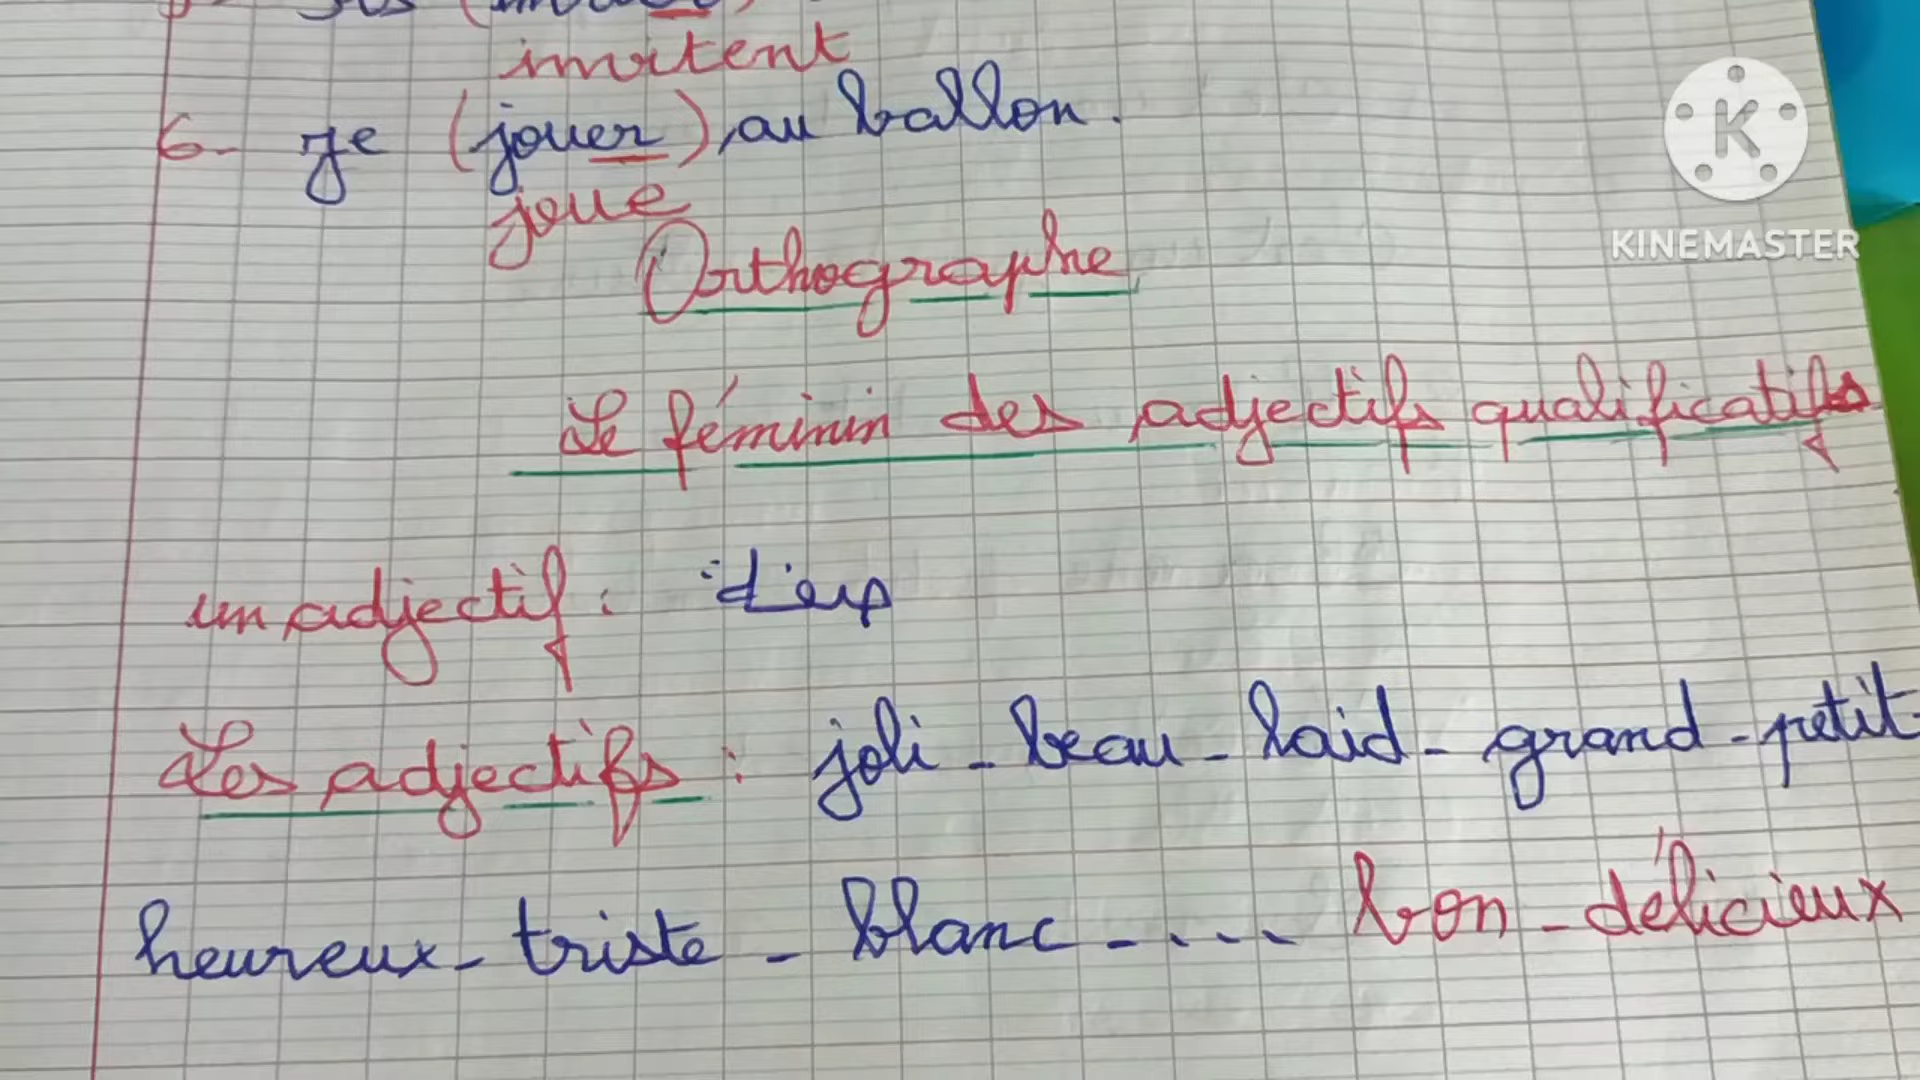 invitent
6- Je (jouer) au ballon.
joue
Orthographe
Le féminin des adjectifs qualificatifs
un adjectif :
Les adjectifs : joli - beau - laid - grand - petit-
heureux - triste - blanc - .... bon - délicieux
K
KINEMASTER